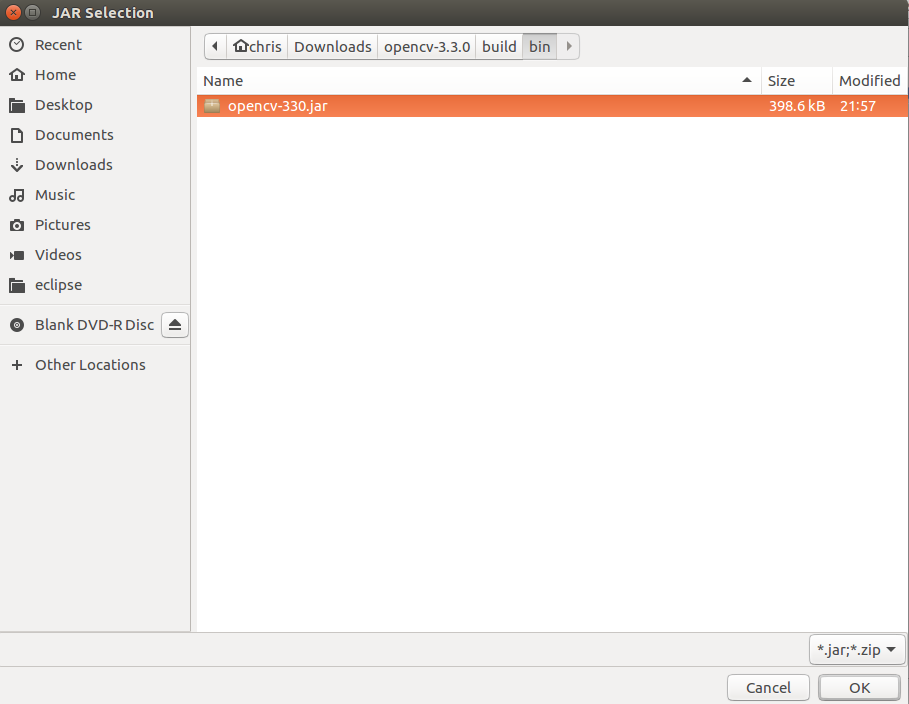 JAR Selection
Recent
Home
Desktop
Documents
Downloads
Music
Pictures
Videos
eclipse
Blank DVD-R Disc
Other Locations
chris Downloads opencv-3.3.0 build bin
Name Size Modified
opencv-330.jar 398.6 kB 21:57
*.jar;*.zip
Cancel OK